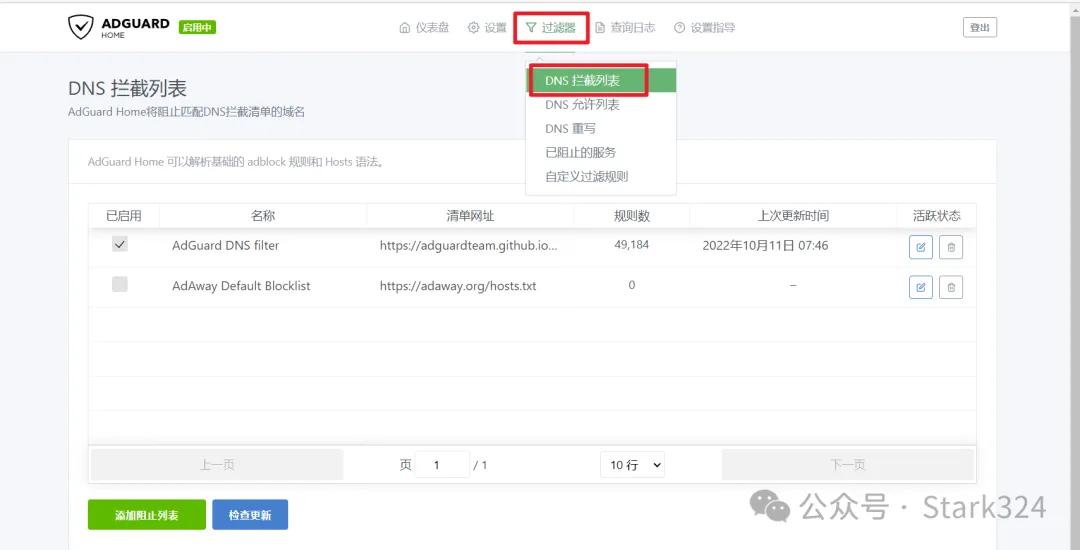 ADGUARD
HOME
启用中
仪表盘
设置
过滤器
查询日志
设置指导
登出
DNS 拦截列表
DNS 允许列表
DNS 重写
已阻止的服务
自定义过滤规则
DNS 拦截列表
AdGuard Home将阻止匹配DNS拦截清单的域名
AdGuard Home 可以解析基础的 adblock 规则和 Hosts 语法。
已启用 名称 清单网址 规则数 上次更新时间 活跃状态
AdGuard DNS filter https://adguardteam.github.io... 49,184 2022年10月11日 07:46
AdAway Default Blocklist https://adaway.org/hosts.txt 0 –
上一页 页 1 / 1 10 行 下一页
添加阻止列表 检查更新
公众号 · Stark324